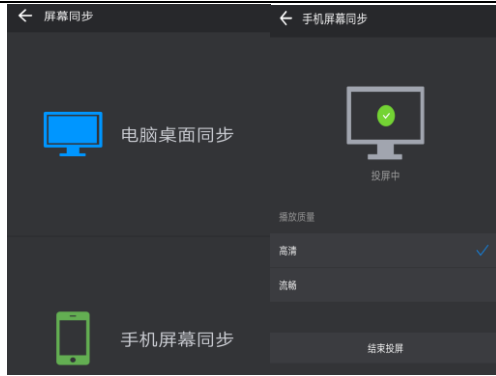 屏幕同步
电脑桌面同步
手机屏幕同步
手机屏幕同步
投屏中
播放质量
高清
流畅
结束投屏